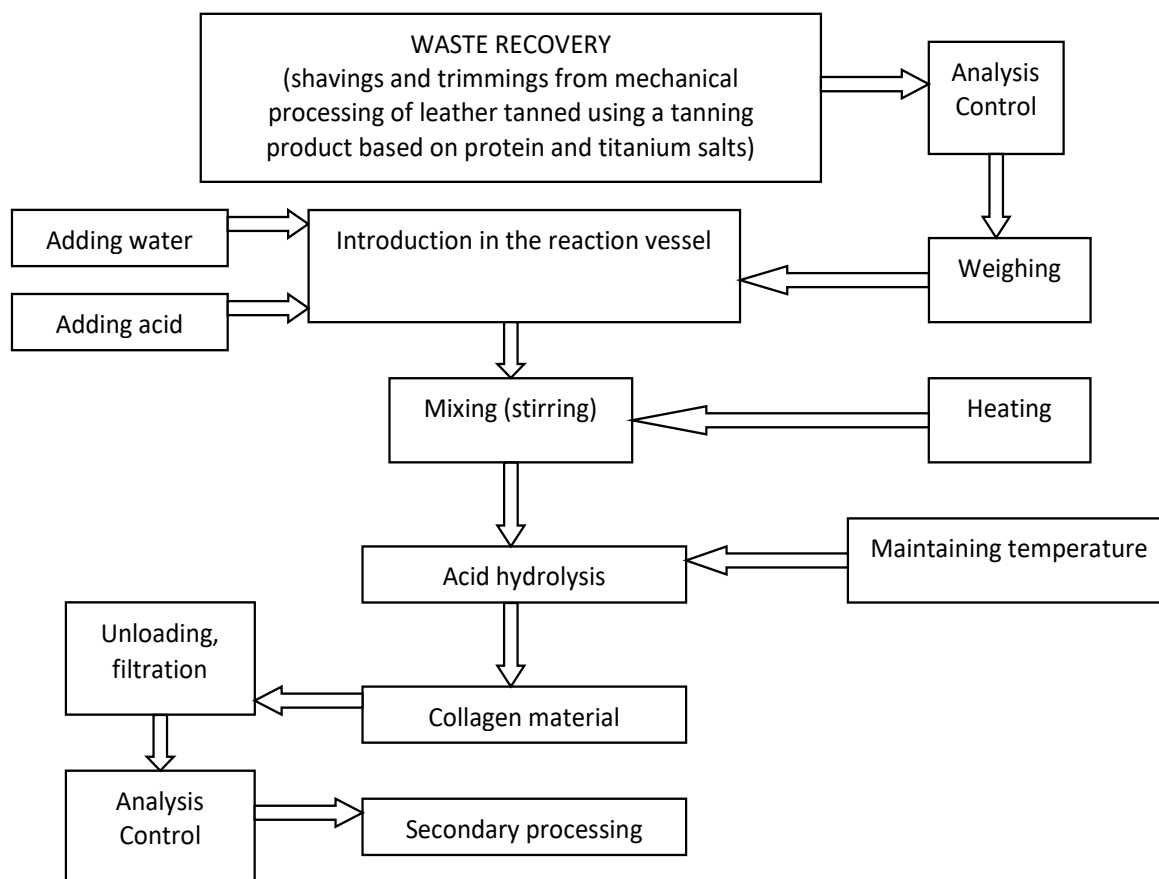 WASTE RECOVERY
(shavings and trimmings from mechanical
processing of leather tanned using a tanning
product based on protein and titanium salts)
Analysis
Control
Adding water
Introduction in the reaction vessel
Weighing
Adding acid
Mixing (stirring)
Heating
Maintaining temperature
Acid hydrolysis
Unloading,
filtration
Collagen material
Analysis
Control
Secondary processing